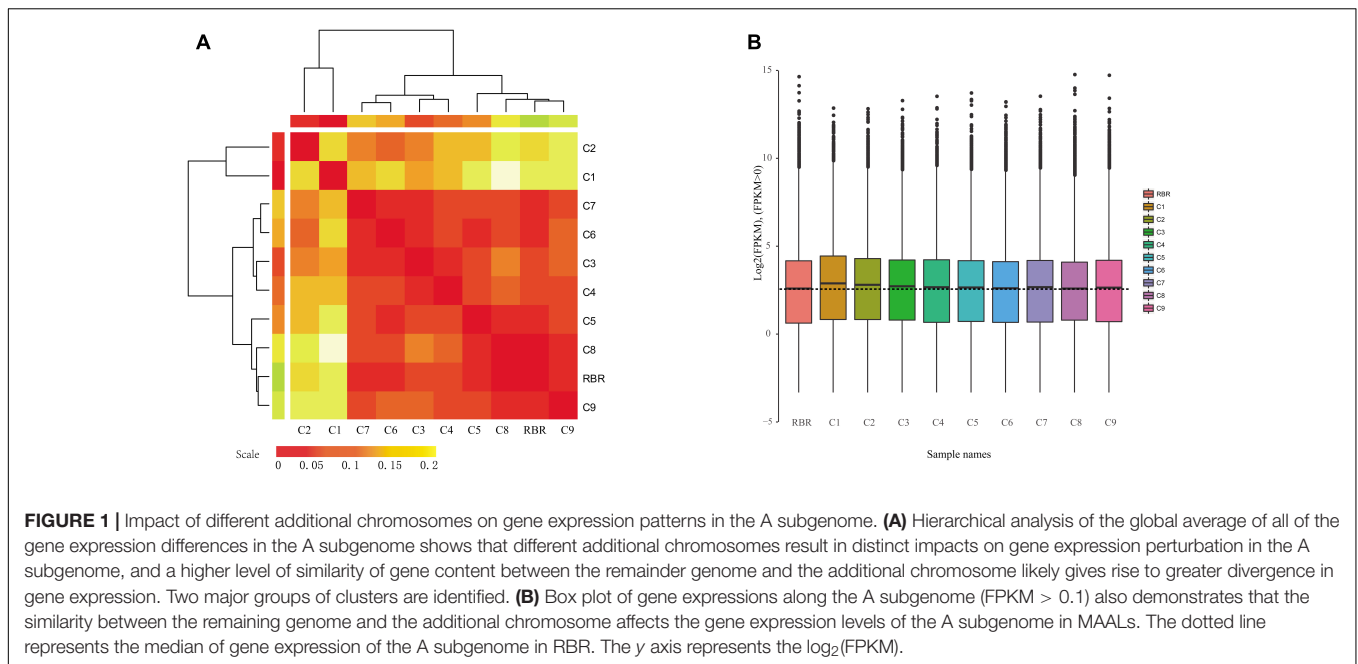 A
C2
C1
C7
C6
C3
C4
C5
C8
RBR
C9
C2 C1 C7 C6 C3 C4 C5 C8 RBR C9
Scale
0 0.05 0.1 0.15 0.2
B
Log2(FPKM), (FPKM>0)
15
10
5
0
−5
RBR C1 C2 C3 C4 C5 C6 C7 C8 C9
Sample names
RBR
C1
C2
C3
C4
C5
C6
C7
C8
C9
FIGURE 1 | Impact of different additional chromosomes on gene expression patterns in the A subgenome. (A) Hierarchical analysis of the global average of all of the
gene expression differences in the A subgenome shows that different additional chromosomes result in distinct impacts on gene expression perturbation in the A
subgenome, and a higher level of similarity of gene content between the remainder genome and the additional chromosome likely gives rise to greater divergence in
gene expression. Two major groups of clusters are identified. (B) Box plot of gene expressions along the A subgenome (FPKM > 0.1) also demonstrates that the
similarity between the remaining genome and the additional chromosome affects the gene expression levels of the A subgenome in MAALs. The dotted line
represents the median of gene expression of the A subgenome in RBR. The y axis represents the log2(FPKM).